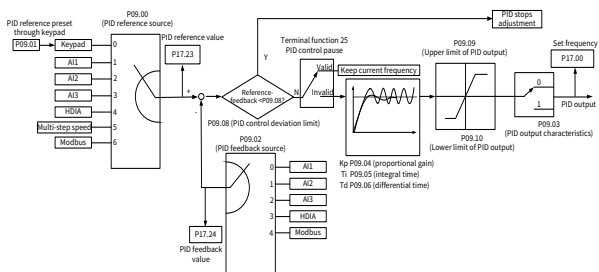 PID reference preset
through keypad
P09.01
P09.00
(PID reference source)
Keypad
0
AI1
1
AI2
2
AI3
3
HDIA
4
Multi-step speed
5
Modbus
6
PID reference value
P17.23
+
-
Y
Reference-
feedback <P09.08?
N
P09.08 (PID control deviation limit)
PID stops
adjustment
Terminal function 25
PID control pause
Valid
Invalid
Keep current frequency
Kp P09.04 (proportional gain)
Ti P09.05 (integral time)
Td P09.06 (differential time)
P09.09
(Upper limit of PID output)
P09.10
(Lower limit of PID output)
Set frequency
P17.00
0
1
PID output
P09.03
(PID output characteristics)
P09.02
(PID feedback source)
0
AI1
1
AI2
2
AI3
3
HDIA
4
Modbus
P17.24
PID feedback
value